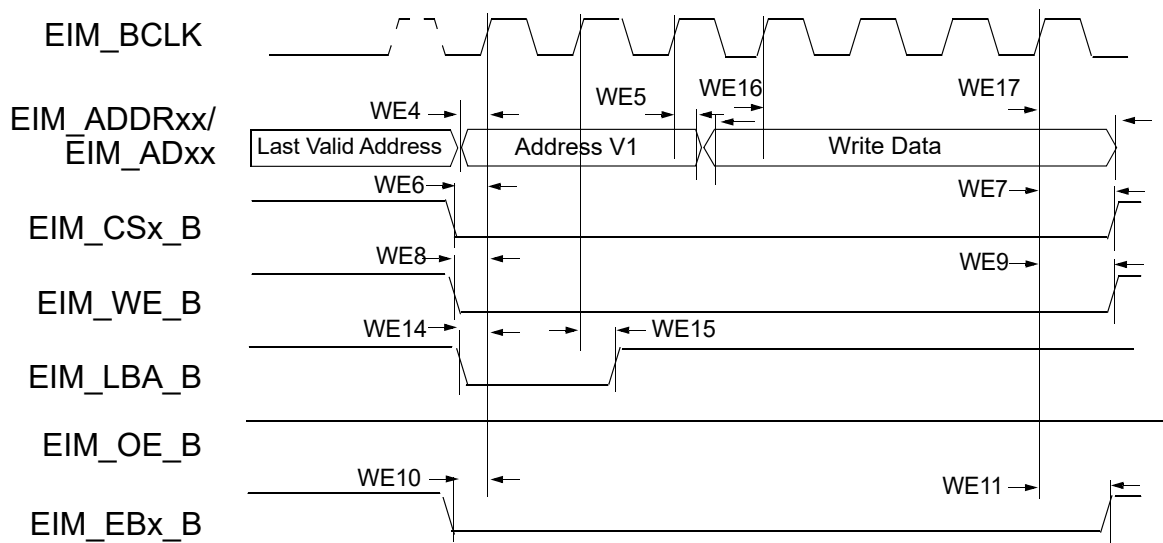 EIM_BCLK
WE16
WE5
WE17
WE4
EIM_ADDRxx/
EIM_ADxx
Last Valid Address
Address V1
Write Data
WE6
WE7
EIM_CSx_B
WE8
WE9
EIM_WE_B
WE14
WE15
EIM_LBA_B
EIM_OE_B
WE10
WE11
EIM_EBx_B